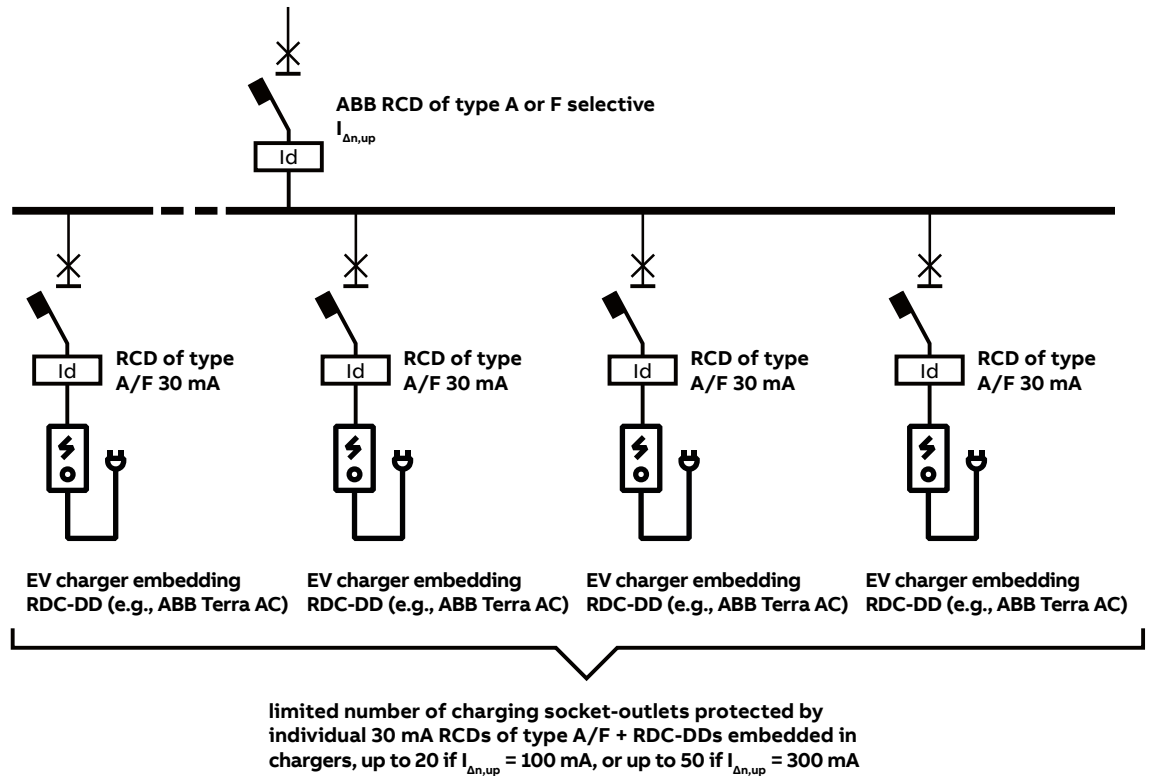 ABB RCD of type A or F selective
IΔn,up
Id
RCD of type
A/F 30 mA
Id
RCD of type
A/F 30 mA
Id
RCD of type
A/F 30 mA
Id
RCD of type
A/F 30 mA
Id
EV charger embedding
RDC-DD (e.g., ABB Terra AC)
EV charger embedding
RDC-DD (e.g., ABB Terra AC)
EV charger embedding
RDC-DD (e.g., ABB Terra AC)
EV charger embedding
RDC-DD (e.g., ABB Terra AC)
limited number of charging socket-outlets protected by
individual 30 mA RCDs of type A/F + RDC-DDs embedded in
chargers, up to 20 if IΔn,up = 100 mA, or up to 50 if IΔn,up = 300 mA